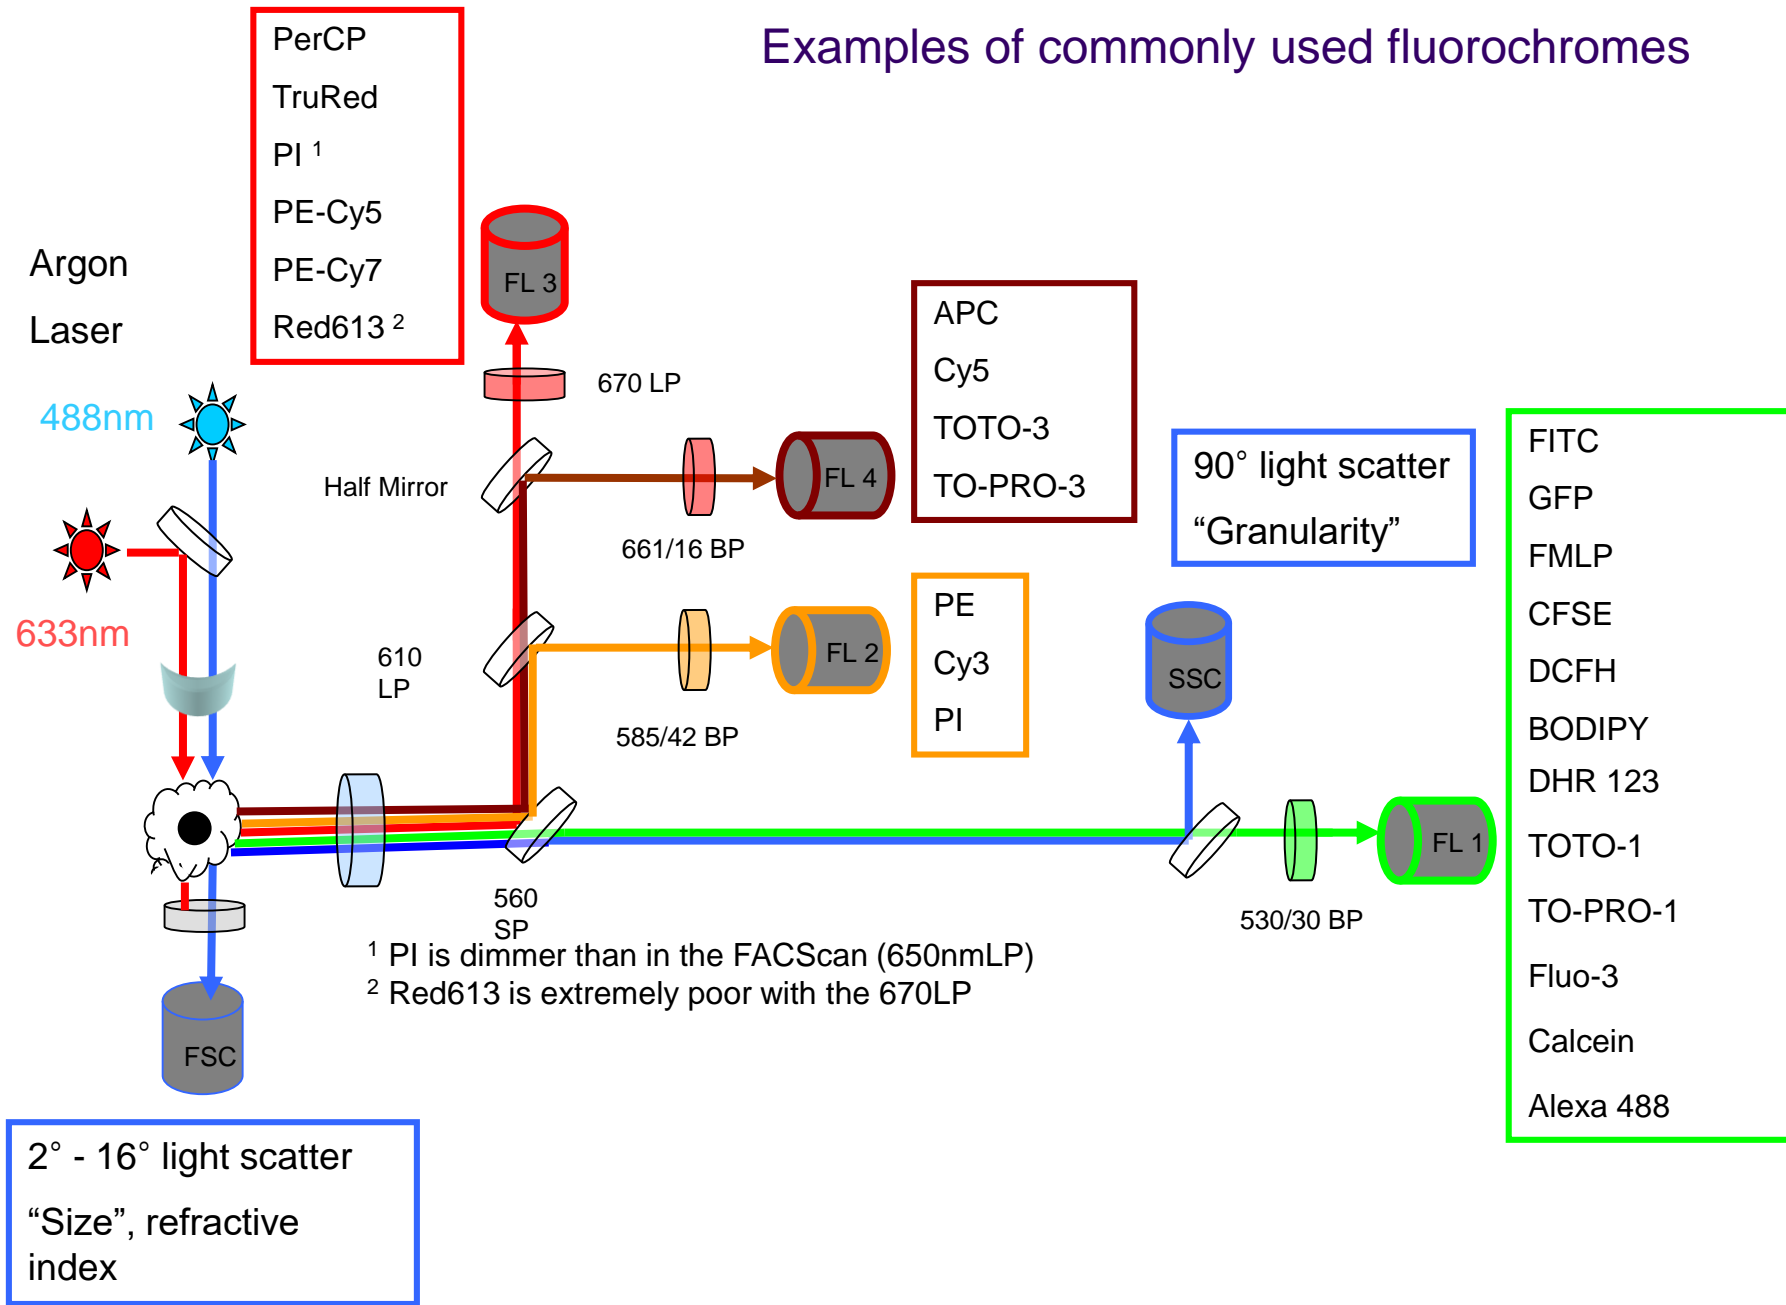 Examples of commonly used fluorochromes
PerCP
TruRed
PI ¹
PE-Cy5
PE-Cy7
Red613 ²
Argon
Laser
488nm
633nm
FL 3
670 LP
Half Mirror
FL 4
661/16 BP
APC
Cy5
TOTO-3
TO-PRO-3
610
LP
FL 2
585/42 BP
PE
Cy3
PI
90° light scatter
“Granularity”
SSC
FITC
GFP
FMLP
CFSE
DCFH
BODIPY
DHR 123
TOTO-1
TO-PRO-1
Fluo-3
Calcein
Alexa 488
FL 1
530/30 BP
560
SP
¹ PI is dimmer than in the FACScan (650nmLP)
² Red613 is extremely poor with the 670LP
FSC
2° - 16° light scatter
“Size”, refractive
index